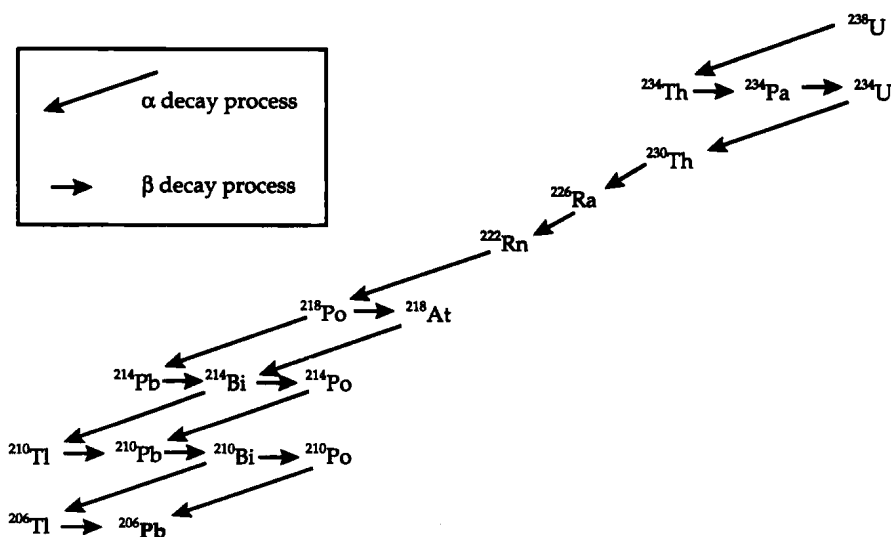 ²³⁸U
α decay process
²³⁴Th ²³⁴Pa ²³⁴U
β decay process
²³⁰Th
²²⁶Ra
²²²Rn
²¹⁸Po ²¹⁸At
²¹⁴Pb ²¹⁴Bi ²¹⁴Po
²¹⁰Tl ²¹⁰Pb ²¹⁰Bi ²¹⁰Po
²⁰⁶Tl ²⁰⁶Pb